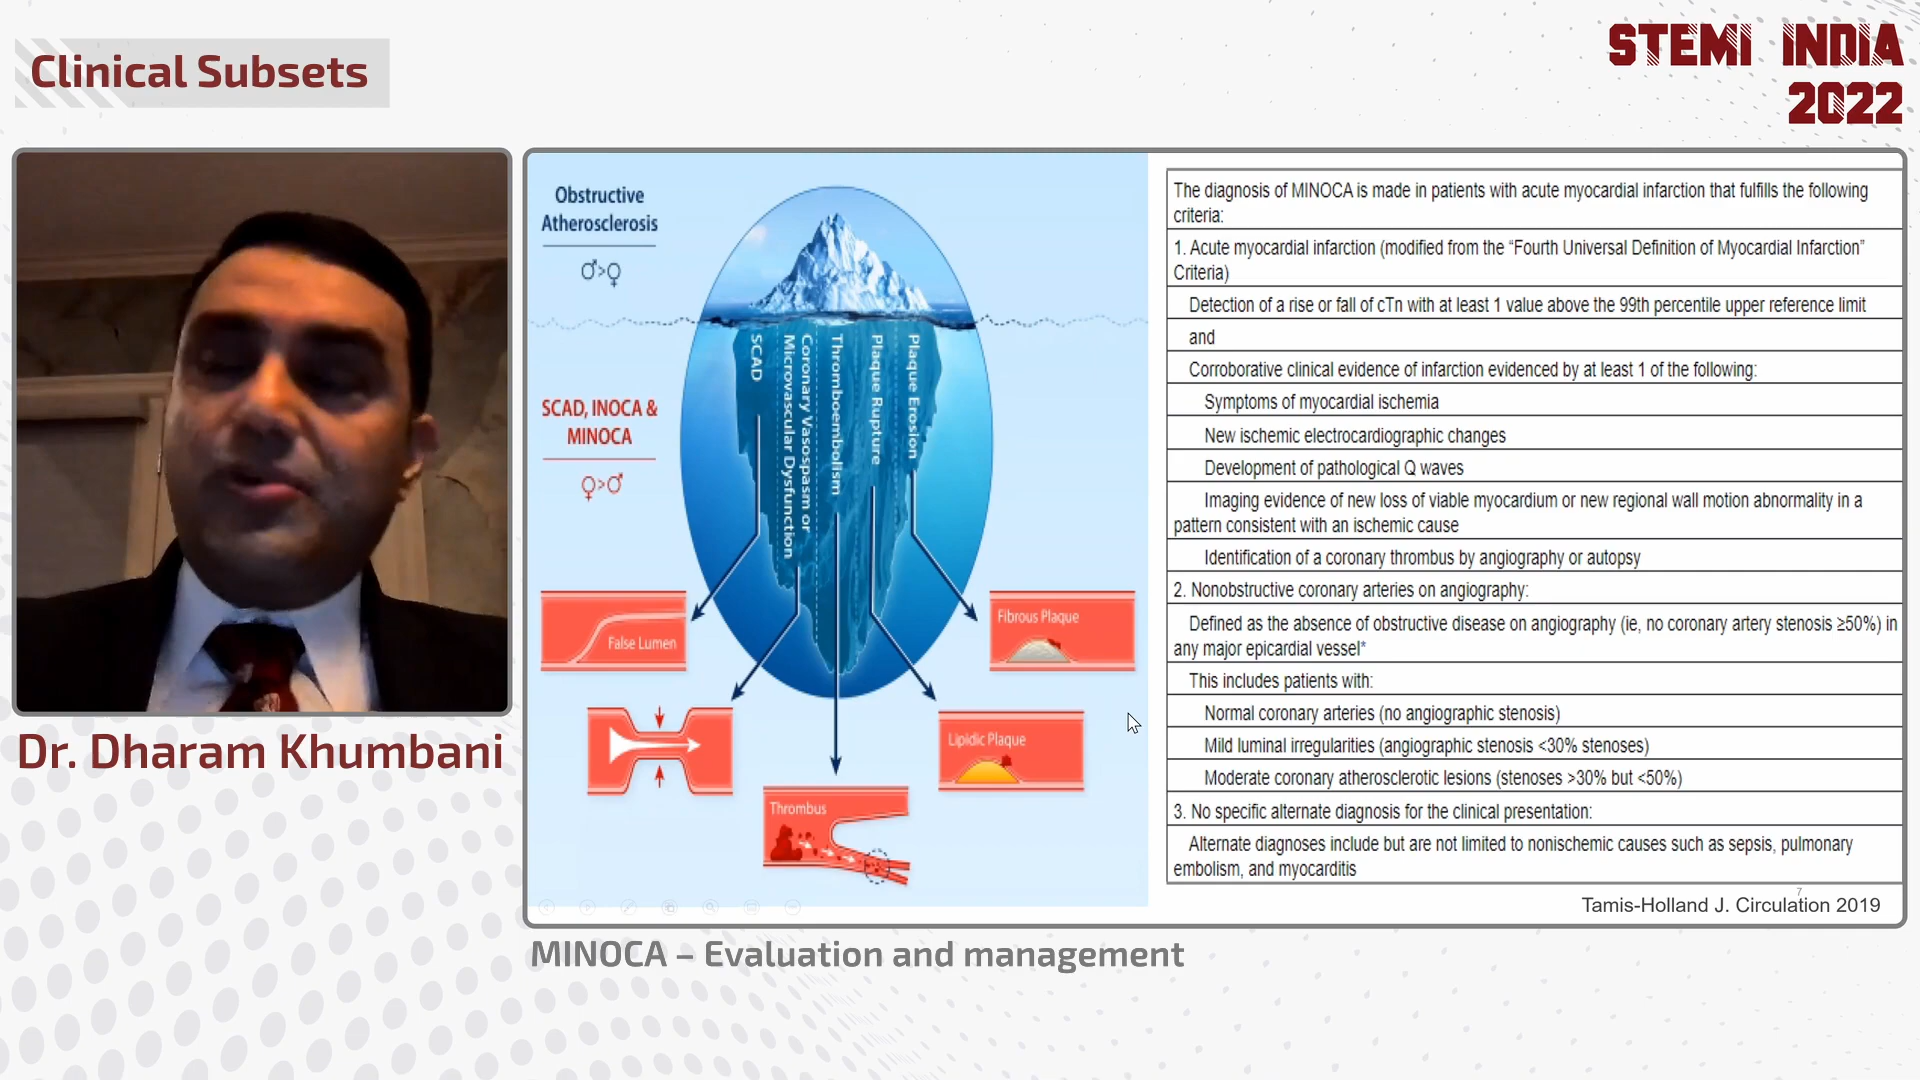 Clinical Subsets
STEMI INDIA
2022
Dr. Dharam Khumbani
Obstructive
Atherosclerosis
♂>♀
SCAD, INOCA &
MINOCA
♀>♂
SCAD
Coronary Vasospasm or
Microvascular Dysfunction
Thromboembolism
Plaque Rupture
Plaque Erosion
False Lumen
Thrombus
Lipidic Plaque
Fibrous Plaque
The diagnosis of MINOCA is made in patients with acute myocardial infarction that fulfills the following
criteria:
1. Acute myocardial infarction (modified from the “Fourth Universal Definition of Myocardial Infarction”
Criteria)
Detection of a rise or fall of cTn with at least 1 value above the 99th percentile upper reference limit
and
Corroborative clinical evidence of infarction evidenced by at least 1 of the following:
Symptoms of myocardial ischemia
New ischemic electrocardiographic changes
Development of pathological Q waves
Imaging evidence of new loss of viable myocardium or new regional wall motion abnormality in a
pattern consistent with an ischemic cause
Identification of a coronary thrombus by angiography or autopsy
2. Nonobstructive coronary arteries on angiography:
Defined as the absence of obstructive disease on angiography (ie, no coronary artery stenosis ≥50%) in
any major epicardial vessel*
This includes patients with:
Normal coronary arteries (no angiographic stenosis)
Mild luminal irregularities (angiographic stenosis <30% stenoses)
Moderate coronary atherosclerotic lesions (stenoses >30% but <50%)
3. No specific alternate diagnosis for the clinical presentation:
Alternate diagnoses include but are not limited to nonischemic causes such as sepsis, pulmonary
embolism, and myocarditis
7
Tamis-Holland J. Circulation 2019
MINOCA – Evaluation and management